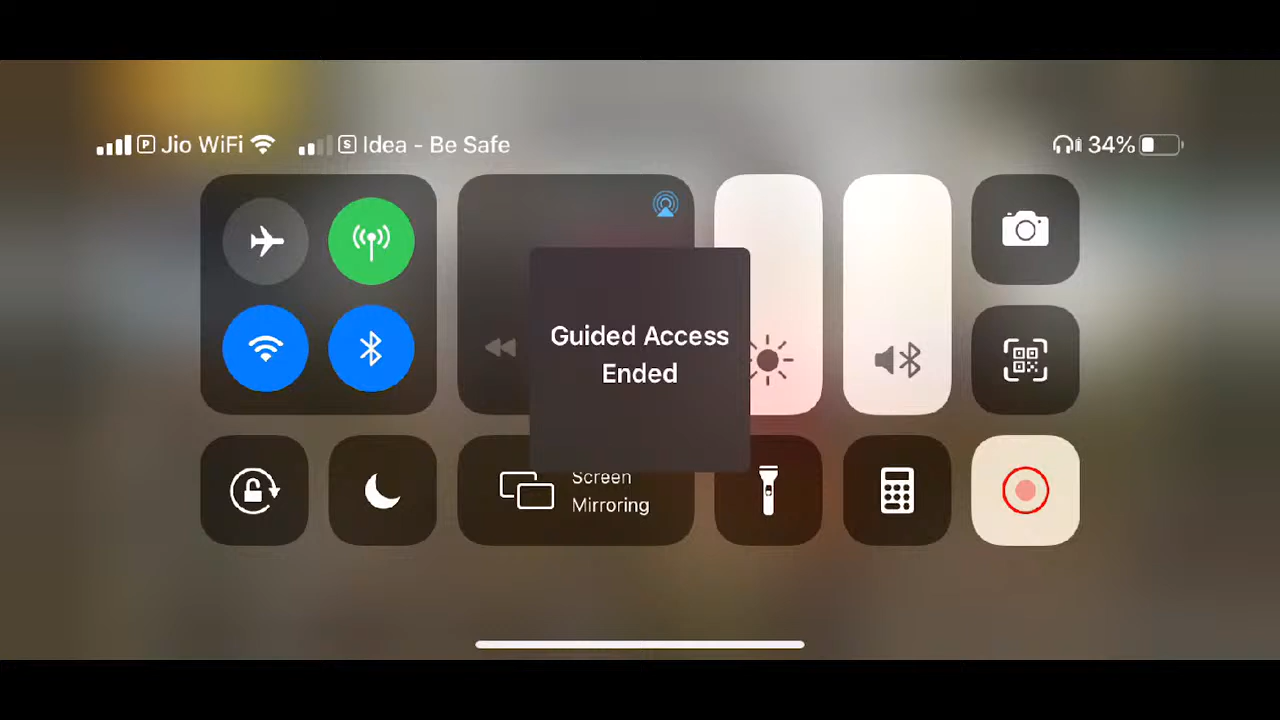 P Jio WiFi S Idea - Be Safe 34%
Guided Access
Ended
Screen
Mirroring